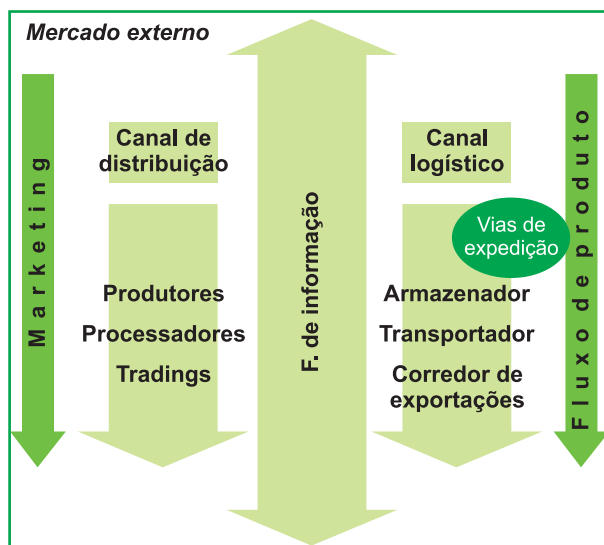 Mercado externo
Marketing
Canal de
distribuição
Produtores
Processadores
Tradings
F. de informação
Canal
logístico
Vias de
expedição
Armazenador
Transportador
Corredor de
exportações
Fluxo de produto